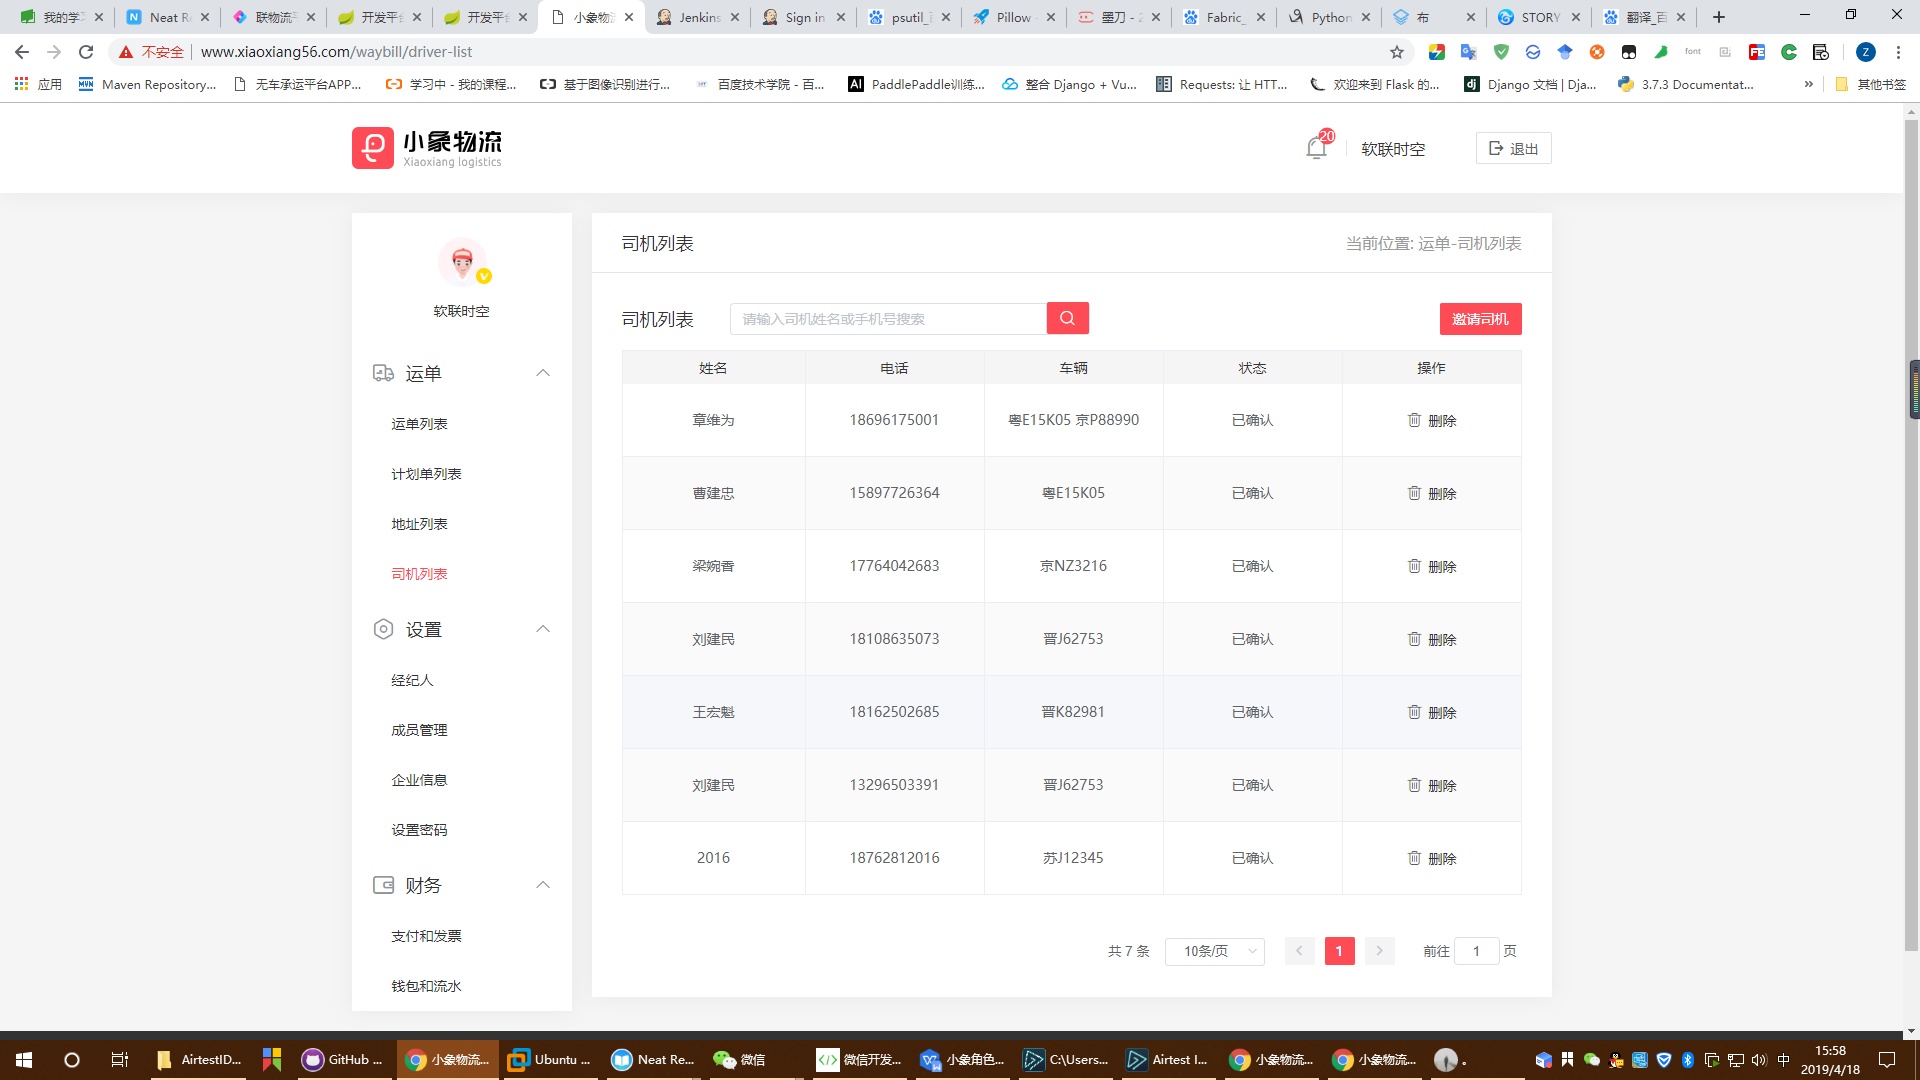 我的学习
Neat Re
联物流平
开发平台
开发平台
小象物流
Jenkins
Sign in
psutil_
Pillow
墨刀 - 2
Fabric_
Python
布
STORY
翻译_百
不安全
www.xiaoxiang56.com/waybill/driver-list
应用
Maven Repository...
无车承运平台APP...
学习中 - 我的课程...
基于图像识别进行...
百度技术学院 - 百...
PaddlePaddle训练...
整合 Django + Vu...
Requests: 让 HTT...
欢迎来到 Flask 的...
Django 文档 | Dja...
3.7.3 Documentat...
»
其他书签
小象物流
Xiaoxiang logistics
20
软联时空
退出
软联时空
运单
运单列表
计划单列表
地址列表
司机列表
设置
经纪人
成员管理
企业信息
设置密码
财务
支付和发票
钱包和流水
司机列表
当前位置: 运单-司机列表
司机列表
请输入司机姓名或手机号搜索
邀请司机
姓名 电话 车辆 状态 操作
章维为 18696175001 粤E15K05 京P88990 已确认 删除
曹建忠 15897726364 粤E15K05 已确认 删除
梁婉香 17764042683 京NZ3216 已确认 删除
刘建民 18108635073 晋J62753 已确认 删除
王宏魁 18162502685 晋K82981 已确认 删除
刘建民 13296503391 晋J62753 已确认 删除
2016 18762812016 苏J12345 已确认 删除
共 7 条
10条/页
1
前往 1 页
AirtestID...
GitHub ...
小象物流...
Ubuntu ...
Neat Re...
微信
微信开发...
小象角色...
C:\Users...
Airtest I...
小象物流...
小象物流...
中
15:58
2019/4/18